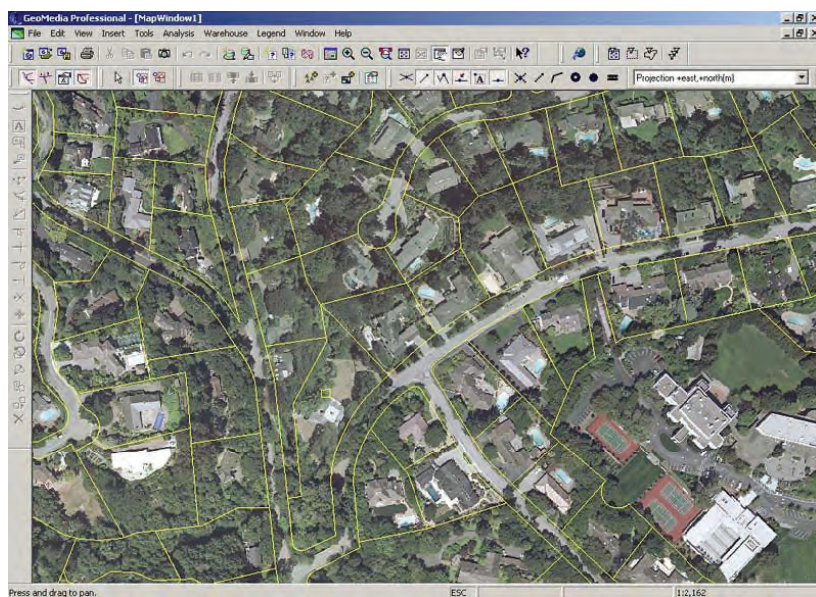 GeoMedia Professional - [MapWindow1]
File Edit View Insert Tools Analysis Warehouse Legend Window Help
Projection +east,+north(m)
Press and drag to pan. ESC 1:2,162